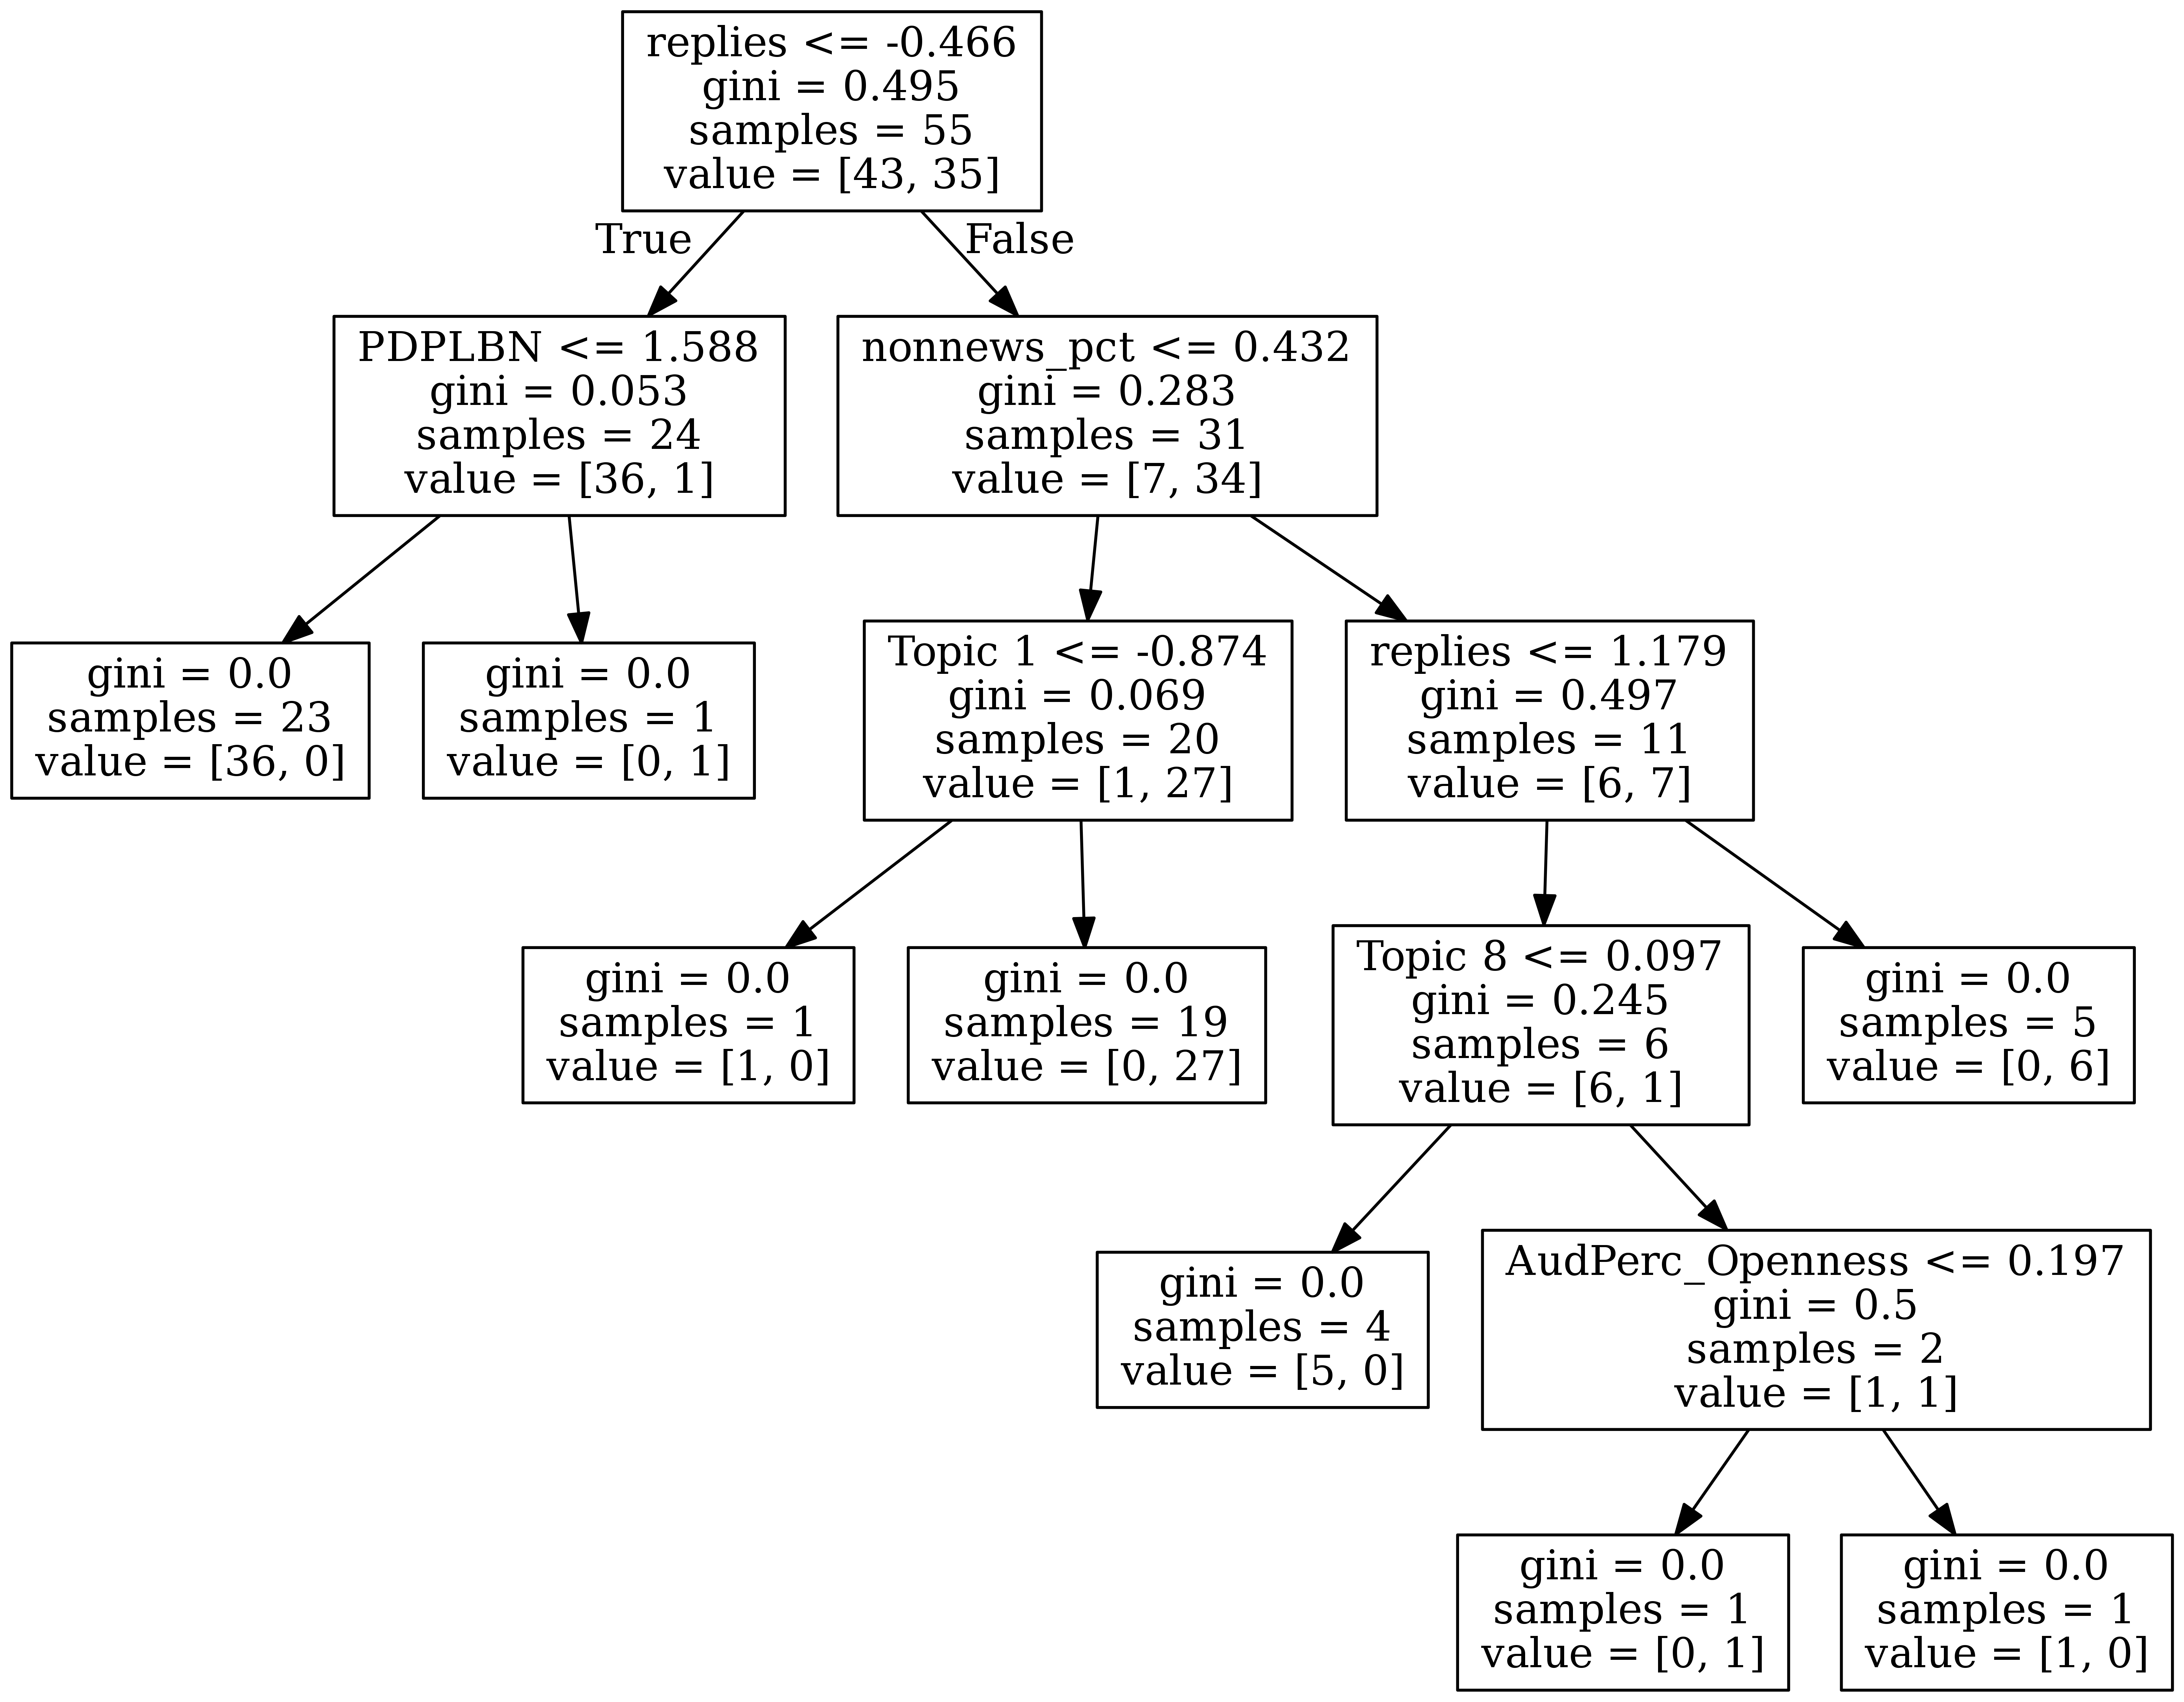 replies <= -0.466
gini = 0.495
samples = 55
value = [43, 35]
True
False
PDPLBN <= 1.588
gini = 0.053
samples = 24
value = [36, 1]
nonnews_pct <= 0.432
gini = 0.283
samples = 31
value = [7, 34]
gini = 0.0
samples = 23
value = [36, 0]
gini = 0.0
samples = 1
value = [0, 1]
Topic 1 <= -0.874
gini = 0.069
samples = 20
value = [1, 27]
replies <= 1.179
gini = 0.497
samples = 11
value = [6, 7]
gini = 0.0
samples = 1
value = [1, 0]
gini = 0.0
samples = 19
value = [0, 27]
Topic 8 <= 0.097
gini = 0.245
samples = 6
value = [6, 1]
gini = 0.0
samples = 5
value = [0, 6]
gini = 0.0
samples = 4
value = [5, 0]
AudPerc_Openness <= 0.197
gini = 0.5
samples = 2
value = [1, 1]
gini = 0.0
samples = 1
value = [0, 1]
gini = 0.0
samples = 1
value = [1, 0]